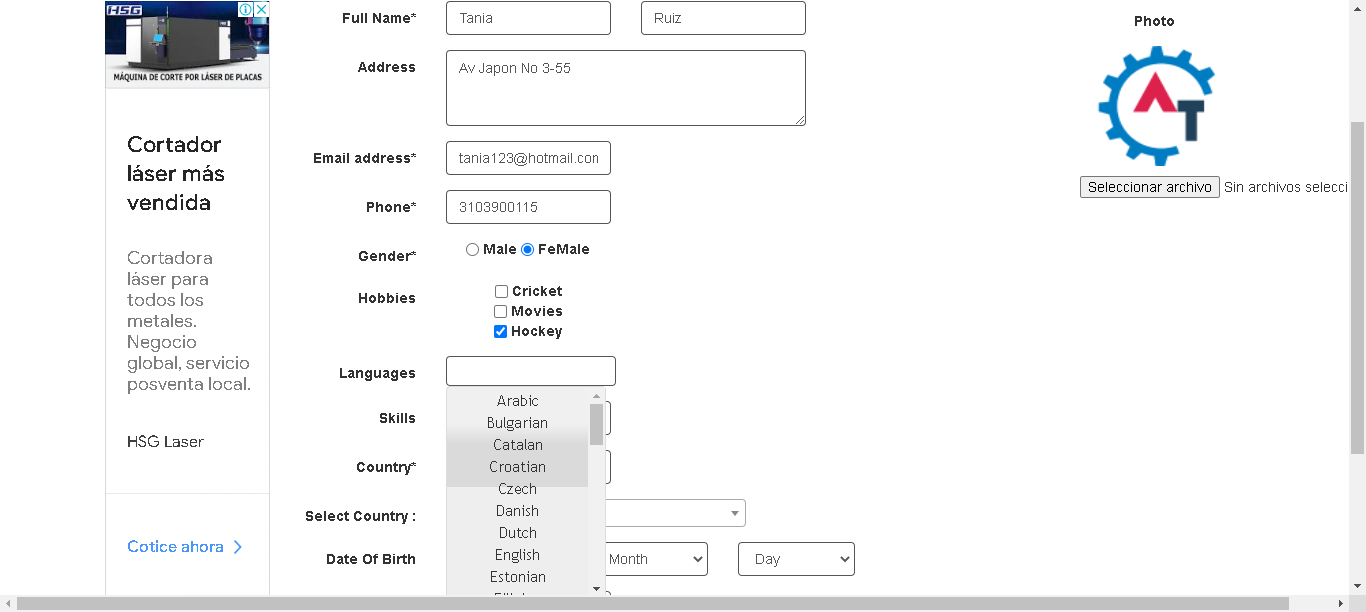 HSG
MÁQUINA DE CORTE POR LÁSER DE PLACAS
Cortador
láser más
vendida
Cortadora
láser para
todos los
metales.
Negocio
global, servicio
posventa local.
HSG Laser
Cotice ahora
Full Name* Tania Ruiz
Address Av Japon No 3-55
Email address* tania123@hotmail.con
Phone* 3103900115
Gender* Male FeMale
Hobbies Cricket
Movies
Hockey
Languages
Arabic
Skills
Bulgarian
Catalan
Country* Croatian
Czech
Select Country : Danish
Dutch
Date Of Birth English Month Day
Estonian
Photo
AT
Seleccionar archivo Sin archivos selecci